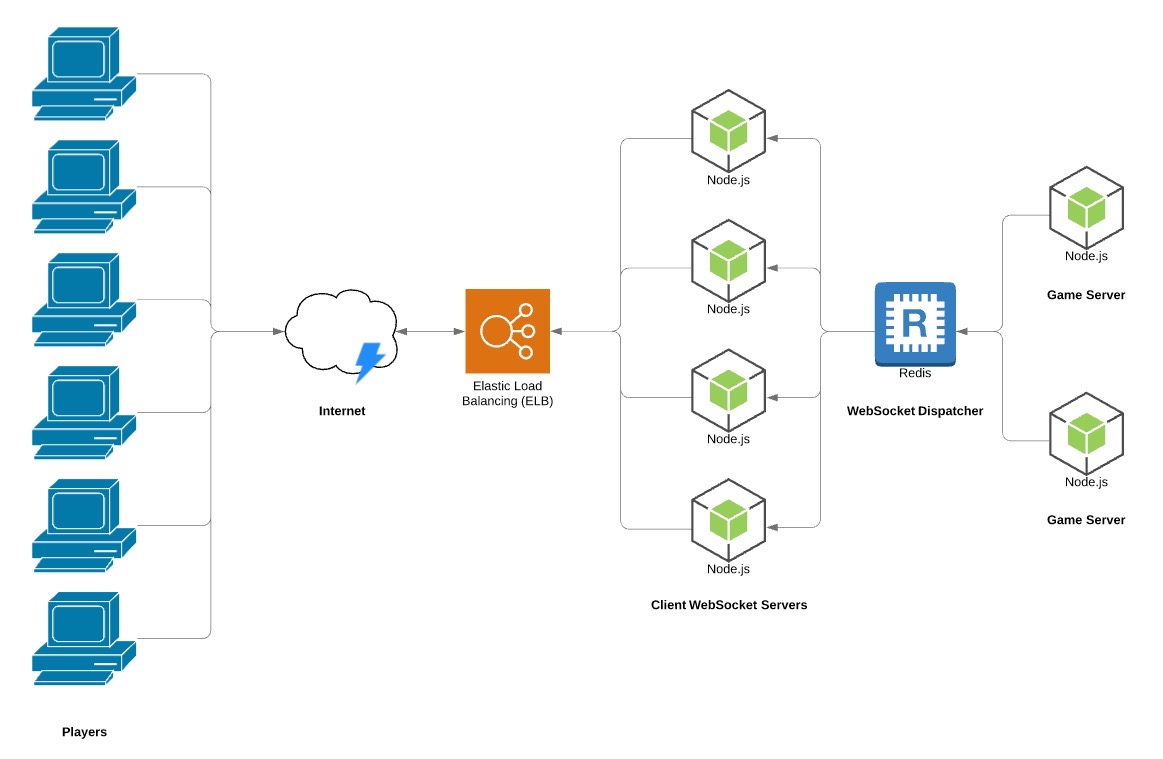 Node.js
Node.js
Node.js
Node.js
Client WebSocket Servers
Players
Internet
Elastic Load
Balancing (ELB)
R
Redis
WebSocket Dispatcher
Node.js
Game Server
Node.js
Game Server